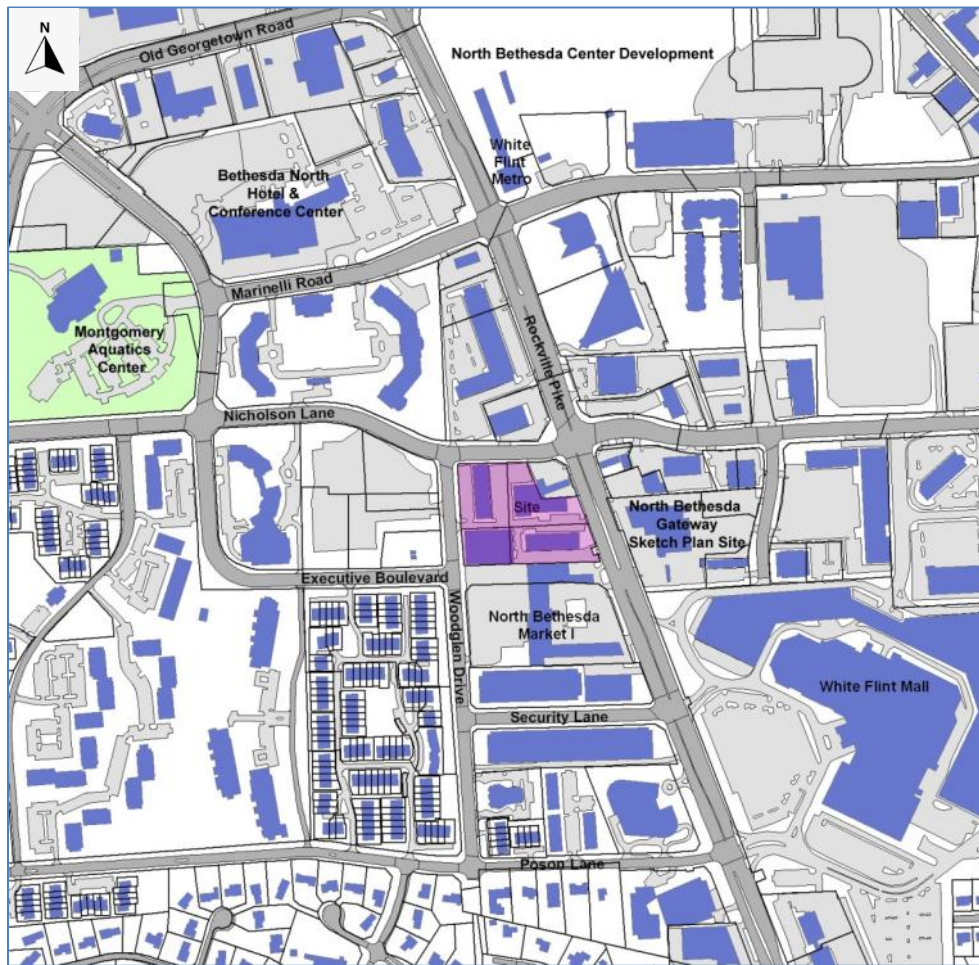 N
Old Georgetown Road
North Bethesda Center Development
White
Flint
Metro
Bethesda North
Hotel &
Conference Center
Marinelli Road
Montgomery
Aquatics
Center
Rockville Pike
Nicholson Lane
Site
North Bethesda
Gateway
Sketch Plan Site
Executive Boulevard
Woodglen Drive
North Bethesda
Market I
White Flint Mall
Security Lane
Poson Lane